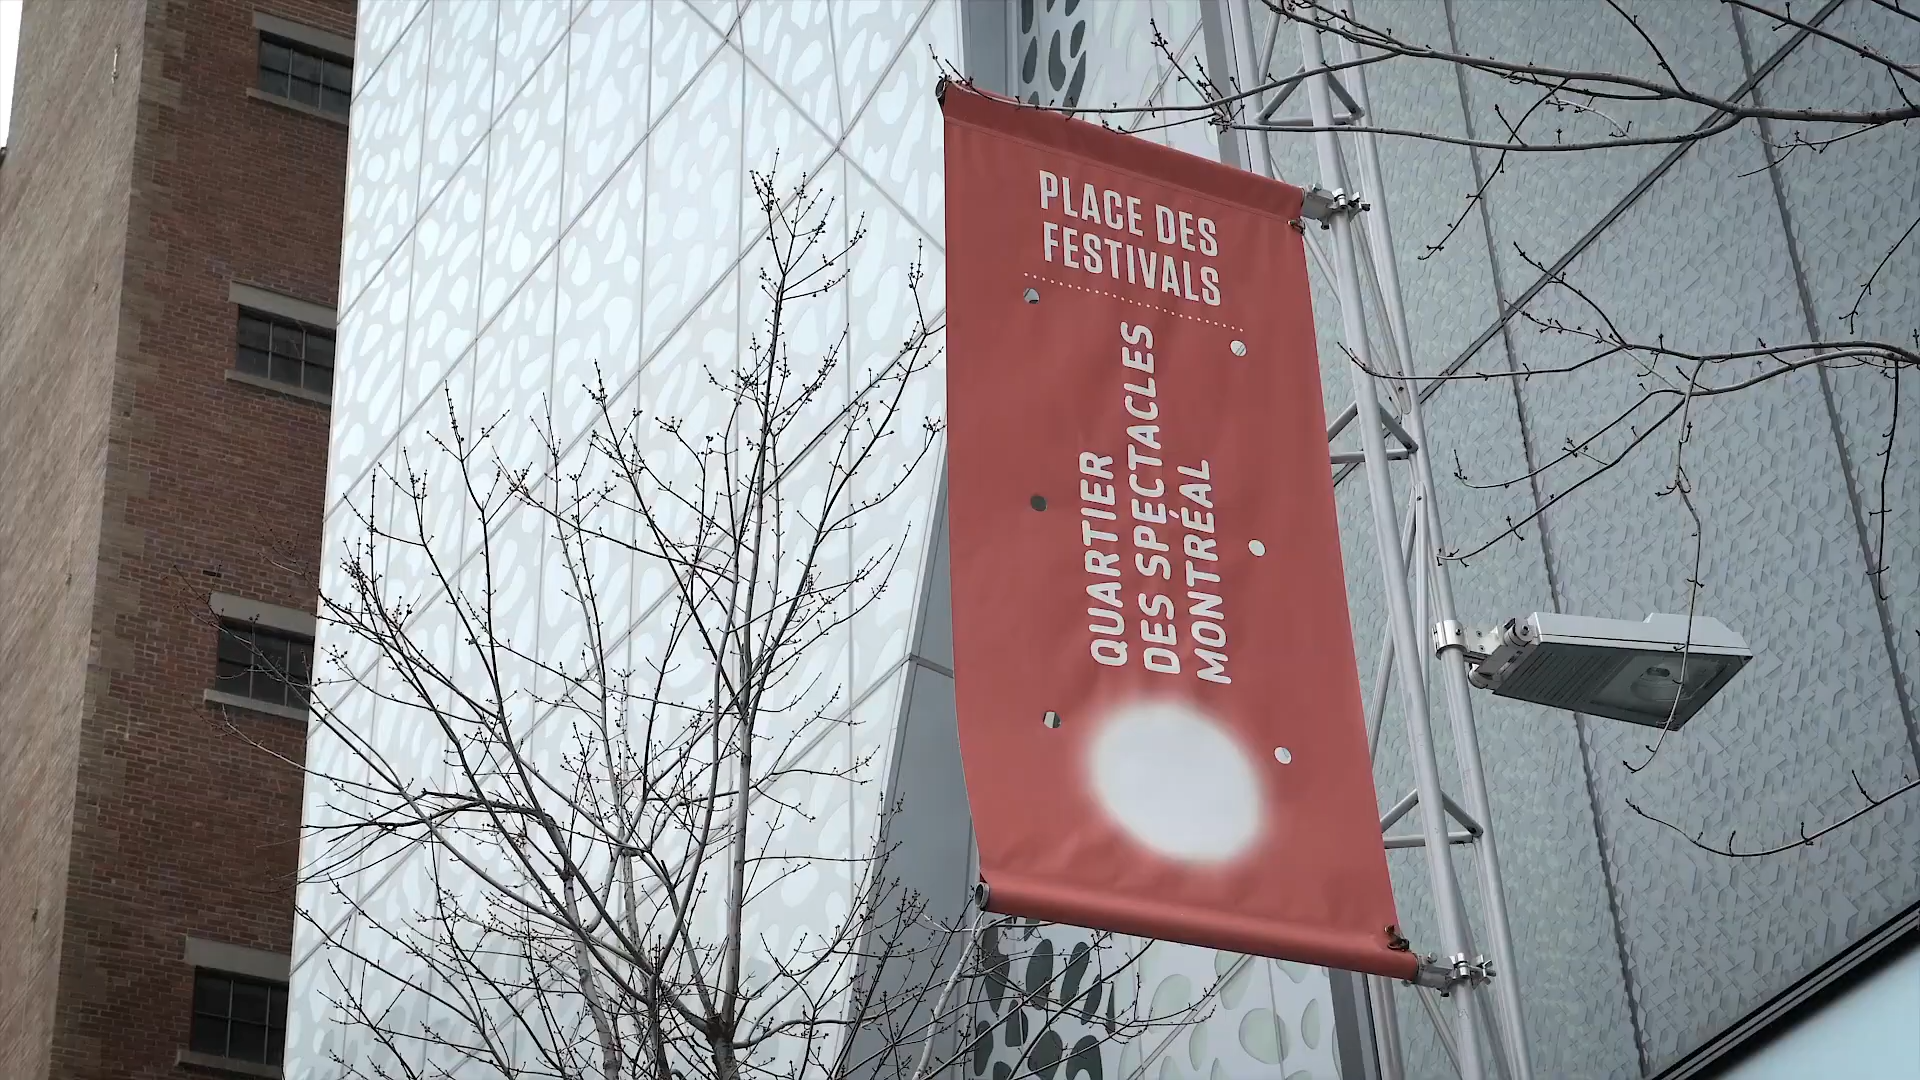 PLACE DES
FESTIVALS
QUARTIER
DES SPECTACLES
MONTRÉAL